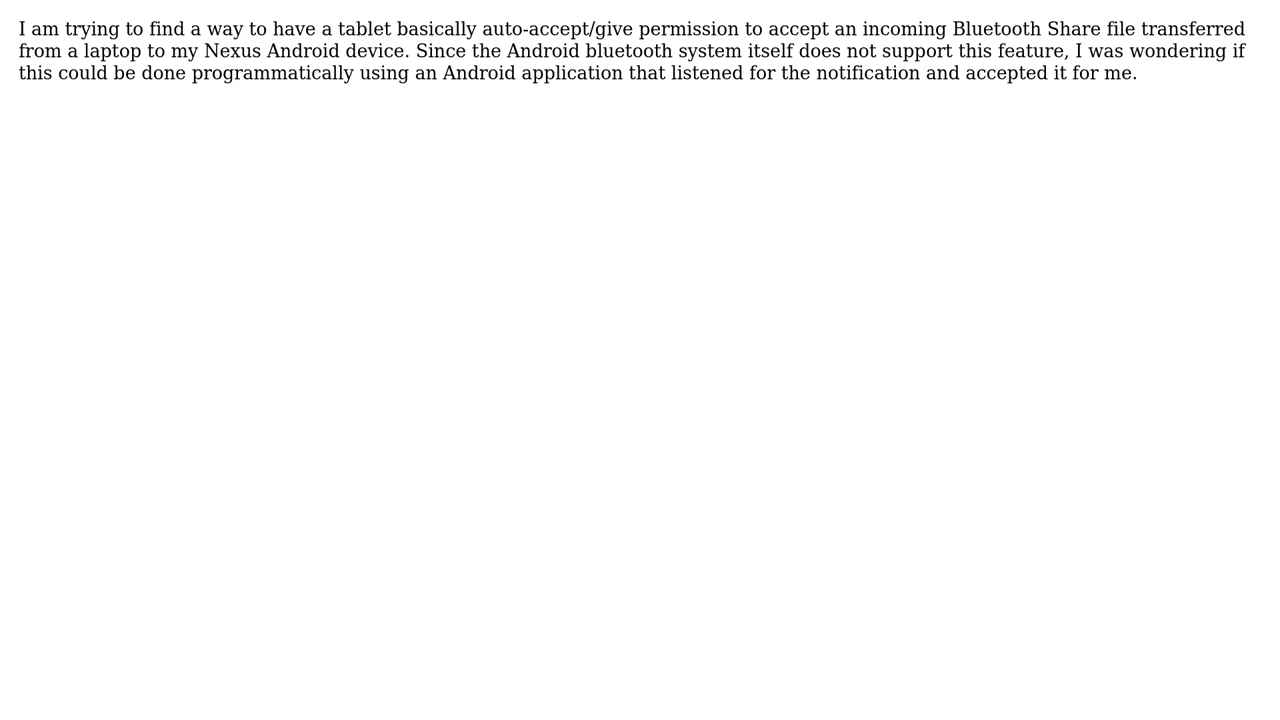 I am trying to find a way to have a tablet basically auto-accept/give permission to accept an incoming Bluetooth Share file transferred
from a laptop to my Nexus Android device. Since the Android bluetooth system itself does not support this feature, I was wondering if
this could be done programmatically using an Android application that listened for the notification and accepted it for me.